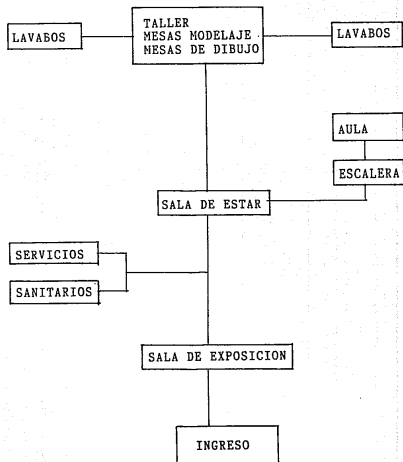 TALLER
MESAS MODELAJE
MESAS DE DIBUJO
LAVABOS
LAVABOS
AULA
ESCALERA
SALA DE ESTAR
SERVICIOS
SANITARIOS
SALA DE EXPOSICION
INGRESO